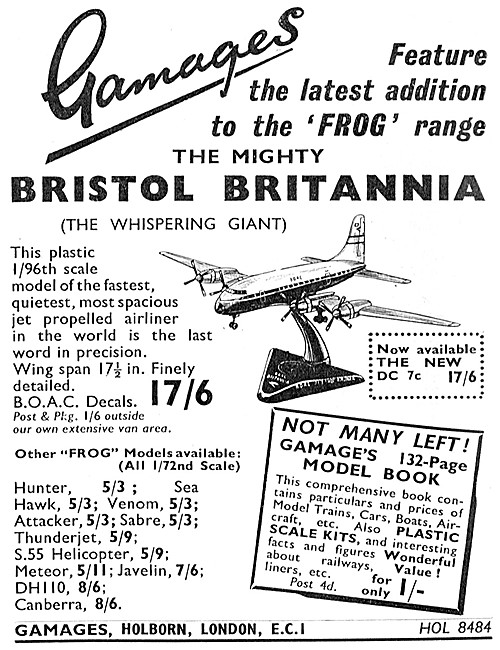 Gamages
Feature
the latest addition
to the 'FROG' range
THE MIGHTY
BRISTOL BRITANNIA
(THE WHISPERING GIANT)
This plastic
1/96th scale
model of the fastest,
quietest, most spacious
jet propelled airliner
in the world is the last
word in precision.
Wing span 17½ in. Finely
detailed.
B.O.A.C. Decals. 17/6
Post & Pkg. 1/6 outside
our own extensive van area.
Now available
THE NEW
DC 7c 17/6
Other "FROG" Models available:
(All 1/72nd Scale)
Hunter, 5/3 ; Sea
Hawk, 5/3; Venom, 5/3;
Attacker, 5/3; Sabre, 5/3;
Thunderjet, 5/9;
S.55 Helicopter, 5/9;
Meteor, 5/11; Javelin, 7/6;
DH110, 8/6;
Canberra, 8/6.
NOT MANY LEFT!
GAMAGE'S 132-Page
MODEL BOOK
This comprehensive book con-
tains particulars and prices of
Model Trains, Cars, Boats, Air-
craft, etc. Also PLASTIC
SCALE KITS, and interesting
facts and figures Wonderful
about railways, Value !
liners, etc. for
Post 4d. only 1/-
GAMAGES, HOLBORN, LONDON, E.C.1 HOL 8484